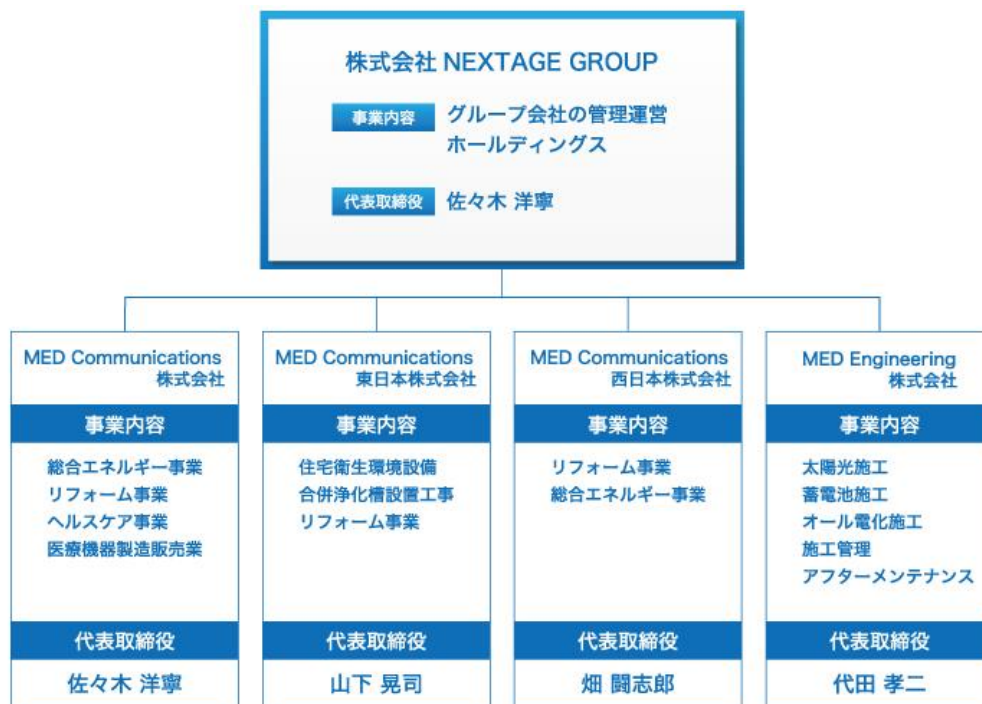 株式会社 NEXTAGE GROUP
事業内容 グループ会社の管理運営
ホールディングス
代表取締役 佐々木 洋寧
MED Communications
株式会社
事業内容
総合エネルギー事業
リフォーム事業
ヘルスケア事業
医療機器製造販売業
代表取締役
佐々木 洋寧
MED Communications
東日本株式会社
事業内容
住宅衛生環境設備
合併浄化槽設置工事
リフォーム事業
代表取締役
山下 晃司
MED Communications
西日本株式会社
事業内容
リフォーム事業
総合エネルギー事業
代表取締役
畑 闘志郎
MED Engineering
株式会社
事業内容
太陽光施工
蓄電池施工
オール電化施工
施工管理
アフターメンテナンス
代表取締役
代田 孝二